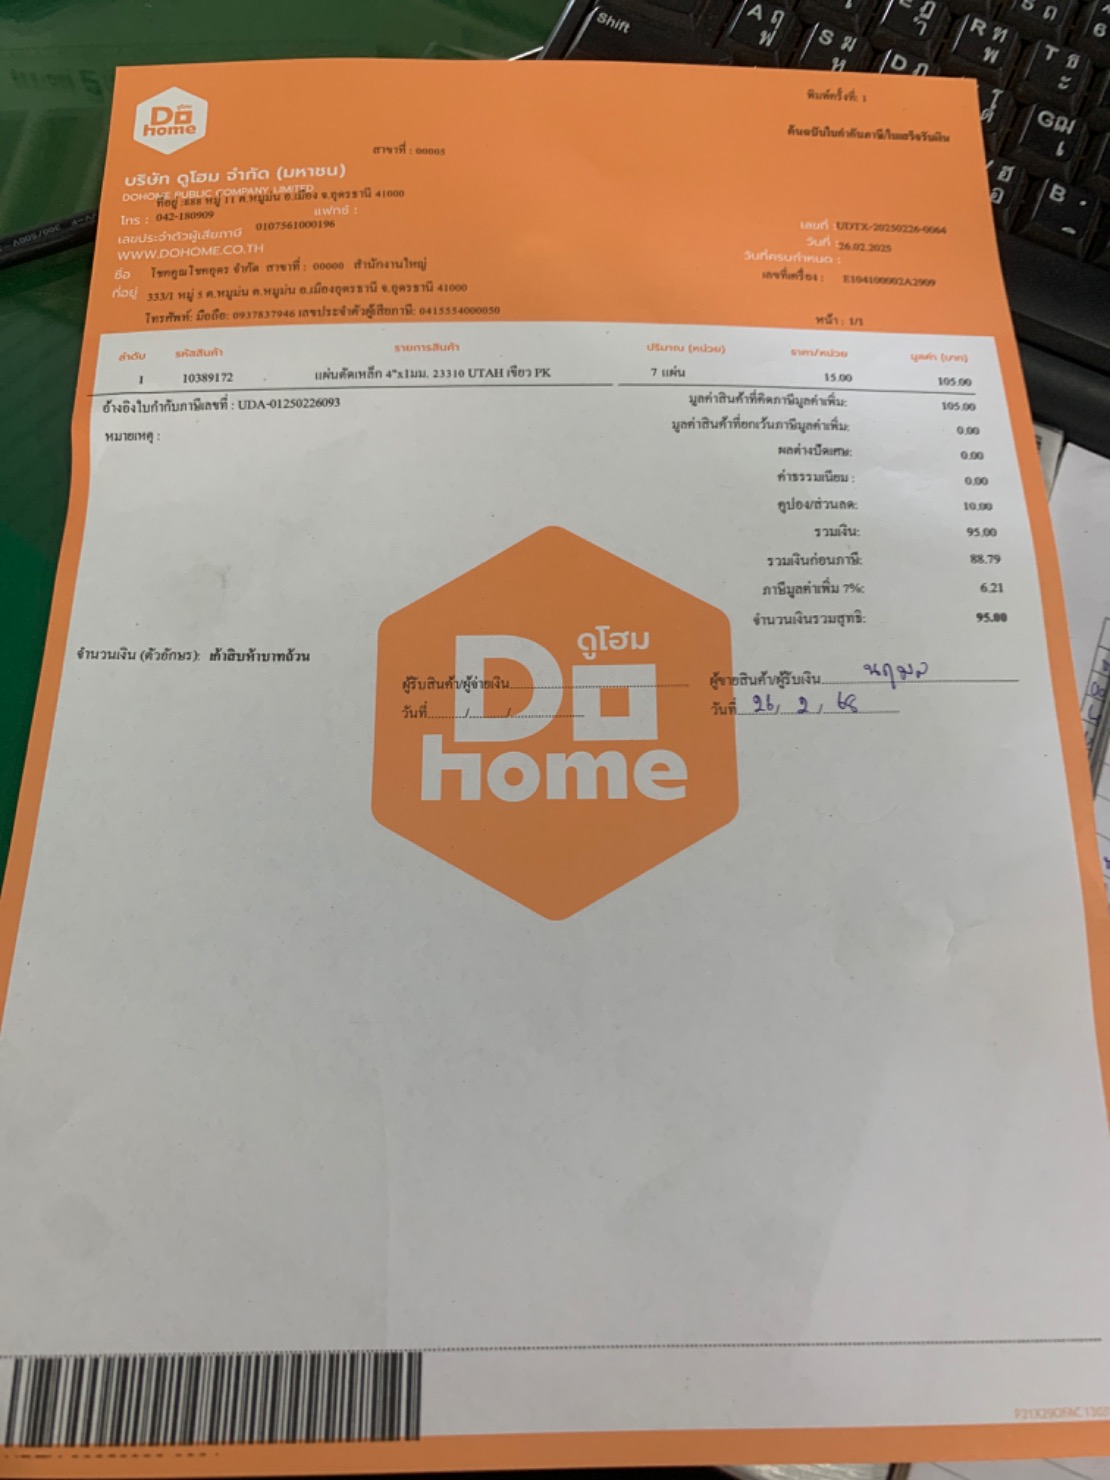 ดูโฮม
Do
home
พิมพ์ครั้งที่: 1
ต้นฉบับใบกำกับภาษี/ใบเสร็จรับเงิน
สาขาที่ : 00005
บริษัท ดูโฮม จำกัด (มหาชน)
DOHOME PUBLIC COMPANY LIMITED
ที่อยู่ :888 หมู่ 11 ต.หมูม่น อ.เมือง จ.อุดรธานี 41000
โทร : 042-180909 แฟกซ์ :
เลขประจำตัวผู้เสียภาษี 0107561000196
WWW.DOHOME.CO.TH
เลขที่ : UDTX-20250226-0064
วันที่ : 26.02.2025
วันที่ครบกำหนด :
เลขที่เครื่อง : E104100002A2909
ชื่อ โชคคูณโชคอุดร จำกัด สาขาที่ : 00000 สำนักงานใหญ่
ที่อยู่ 333/1 หมู่ 5 ต.หมูม่น ต.หมูม่น อ.เมืองอุดรธานี จ.อุดรธานี 41000
โทรศัพท์: มือถือ: 0937837946 เลขประจำตัวผู้เสียภาษี: 0415554000050
หน้า : 1/1
ลำดับ รหัสสินค้า รายการสินค้า ปริมาณ (หน่วย) ราคา/หน่วย มูลค่า (บาท)
1 10389172 แผ่นตัดเหล็ก 4"x1มม. 23310 UTAH เขียว PK 7 แผ่น 15.00 105.00
อ้างอิงใบกำกับภาษีเลขที่ : UDA-01250226093
หมายเหตุ :
มูลค่าสินค้าที่คิดภาษีมูลค่าเพิ่ม: 105.00
มูลค่าสินค้าที่ยกเว้นภาษีมูลค่าเพิ่ม: 0.00
ผลต่างปัดเศษ: 0.00
ค่าธรรมเนียม : 0.00
คูปอง/ส่วนลด: 10.00
รวมเงิน: 95.00
รวมเงินก่อนภาษี: 88.79
ภาษีมูลค่าเพิ่ม 7%: 6.21
จำนวนเงินรวมสุทธิ: 95.00
จำนวนเงิน (ตัวอักษร): เก้าสิบห้าบาทถ้วน
ผู้รับสินค้า/ผู้จ่ายเงิน
วันที่......./......./.......
ผู้ขายสินค้า/ผู้รับเงิน นฤมล
วันที่ 26/ 2 / 68
ดูโฮม
Do
home
Shift